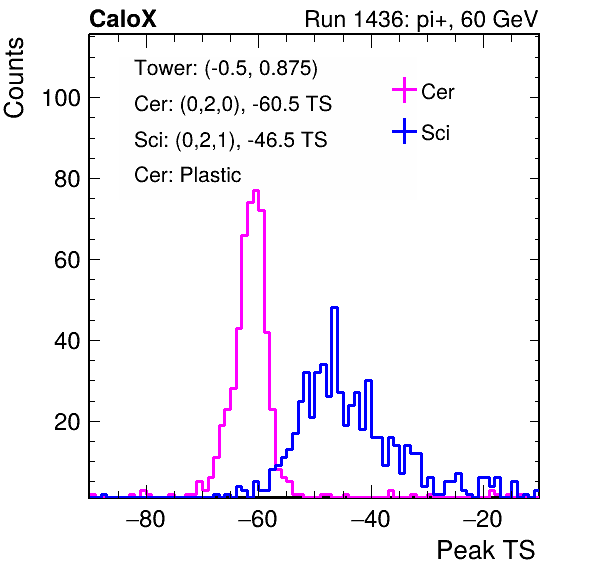 CaloX Run 1436: pi+, 60 GeV
Counts
Tower: (-0.5, 0.875)
Cer: (0,2,0), -60.5 TS
Sci: (0,2,1), -46.5 TS
Cer: Plastic
Cer
Sci
100
80
60
40
20
−80 −60 −40 −20
Peak TS